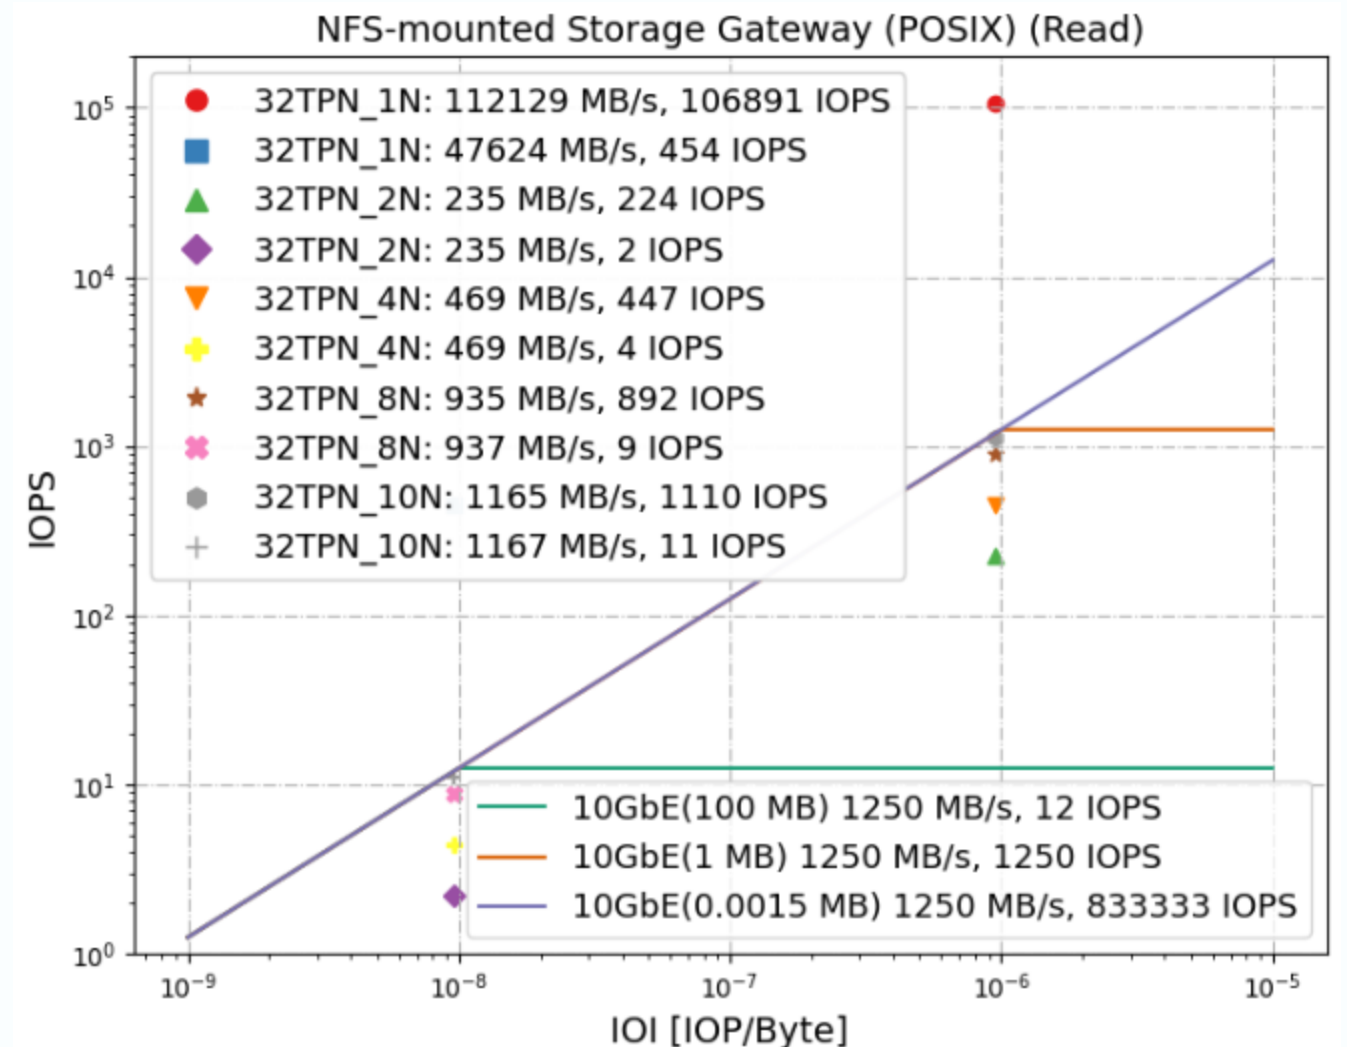 NFS-mounted Storage Gateway (POSIX) (Read)
32TPN_1N: 112129 MB/s, 106891 IOPS
32TPN_1N: 47624 MB/s, 454 IOPS
32TPN_2N: 235 MB/s, 224 IOPS
32TPN_2N: 235 MB/s, 2 IOPS
32TPN_4N: 469 MB/s, 447 IOPS
32TPN_4N: 469 MB/s, 4 IOPS
32TPN_8N: 935 MB/s, 892 IOPS
32TPN_8N: 937 MB/s, 9 IOPS
32TPN_10N: 1165 MB/s, 1110 IOPS
32TPN_10N: 1167 MB/s, 11 IOPS
10⁵
10⁴
10³
10²
10¹
10⁰
IOPS
10GbE(100 MB) 1250 MB/s, 12 IOPS
10GbE(1 MB) 1250 MB/s, 1250 IOPS
10GbE(0.0015 MB) 1250 MB/s, 833333 IOPS
10⁻⁹ 10⁻⁸ 10⁻⁷ 10⁻⁶ 10⁻⁵
IOI [IOP/Byte]